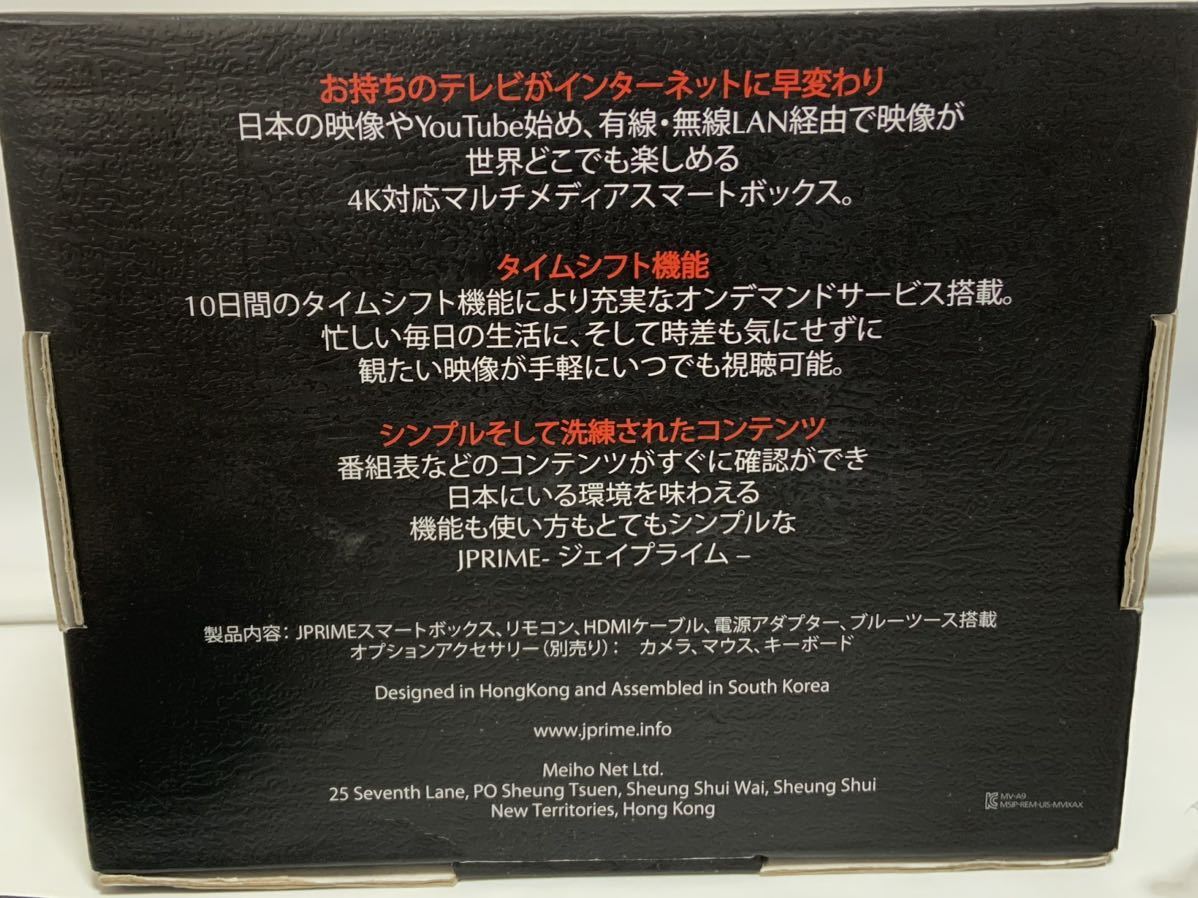 お持ちのテレビがインターネットに早変わり
日本の映像やYouTube始め、有線・無線LAN経由で映像が
世界どこでも楽しめる
4K対応マルチメディアスマートボックス。
タイムシフト機能
10日間のタイムシフト機能により充実なオンデマンドサービス搭載。
忙しい毎日の生活に、そして時差も気にせずに
観たい映像が手軽にいつでも視聴可能。
シンプルそして洗練されたコンテンツ
番組表などのコンテンツがすぐに確認ができ
日本にいる環境を味わえる
機能も使い方もとてもシンプルな
JPRIME- ジェイプライム –
製品内容： JPRIMEスマートボックス、リモコン、HDMIケーブル、電源アダプター、ブルーツース搭載
オプションアクセサリー（別売り）： カメラ、マウス、キーボード
Designed in HongKong and Assembled in South Korea
www.jprime.info
Meiho Net Ltd.
25 Seventh Lane, PO Sheung Tsuen, Sheung Shui Wai, Sheung Shui
New Territories, Hong Kong
MV-A9
MSIP-REM-UIS-MVIXAX